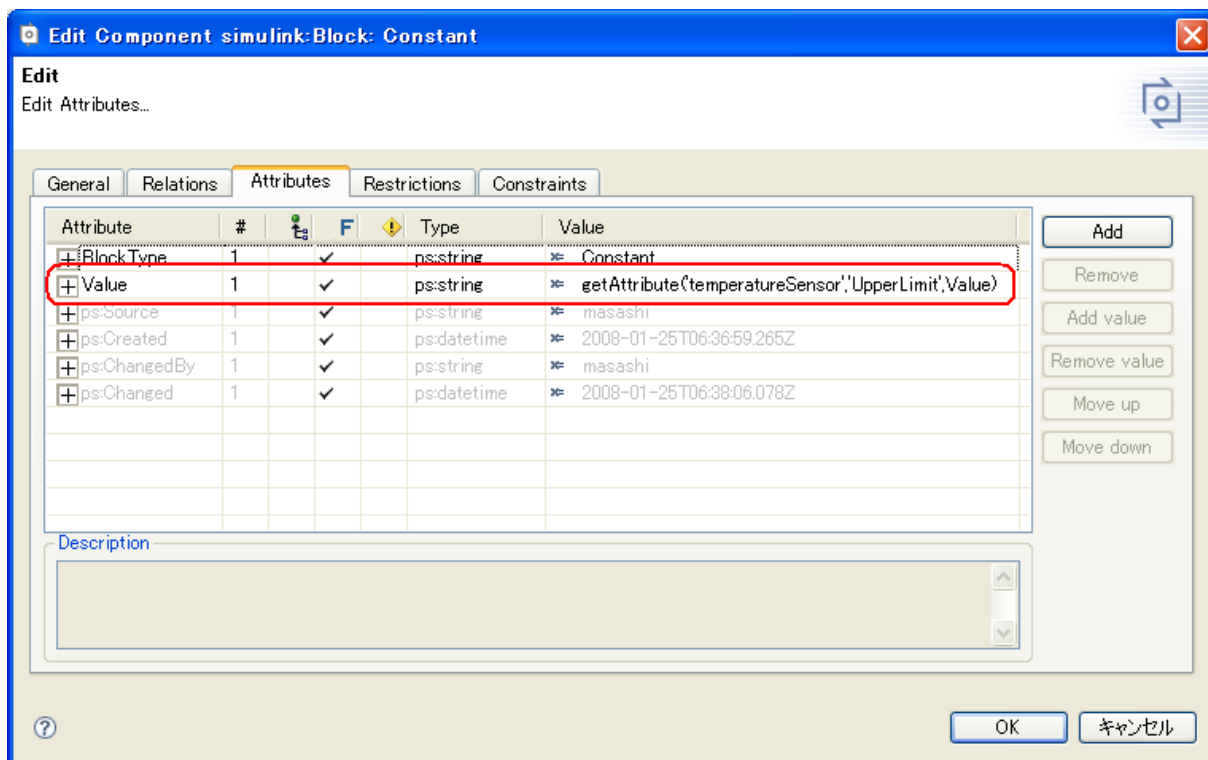 Edit Component simulink:Block: Constant
Edit
Edit Attributes...
General Relations Attributes Restrictions Constraints
Attribute # F Type Value
BlockType 1 ps:string Constant
Value 1 ps:string getAttribute('temperatureSensor','UpperLimit',Value)
ps:Source 1 ps:string masashi
ps:Created 1 ps:datetime 2008-01-25T06:36:59.265Z
ps:ChangedBy 1 ps:string masashi
ps:Changed 1 ps:datetime 2008-01-25T06:38:06.078Z
Add
Remove
Add value
Remove value
Move up
Move down
Description
OK キャンセル